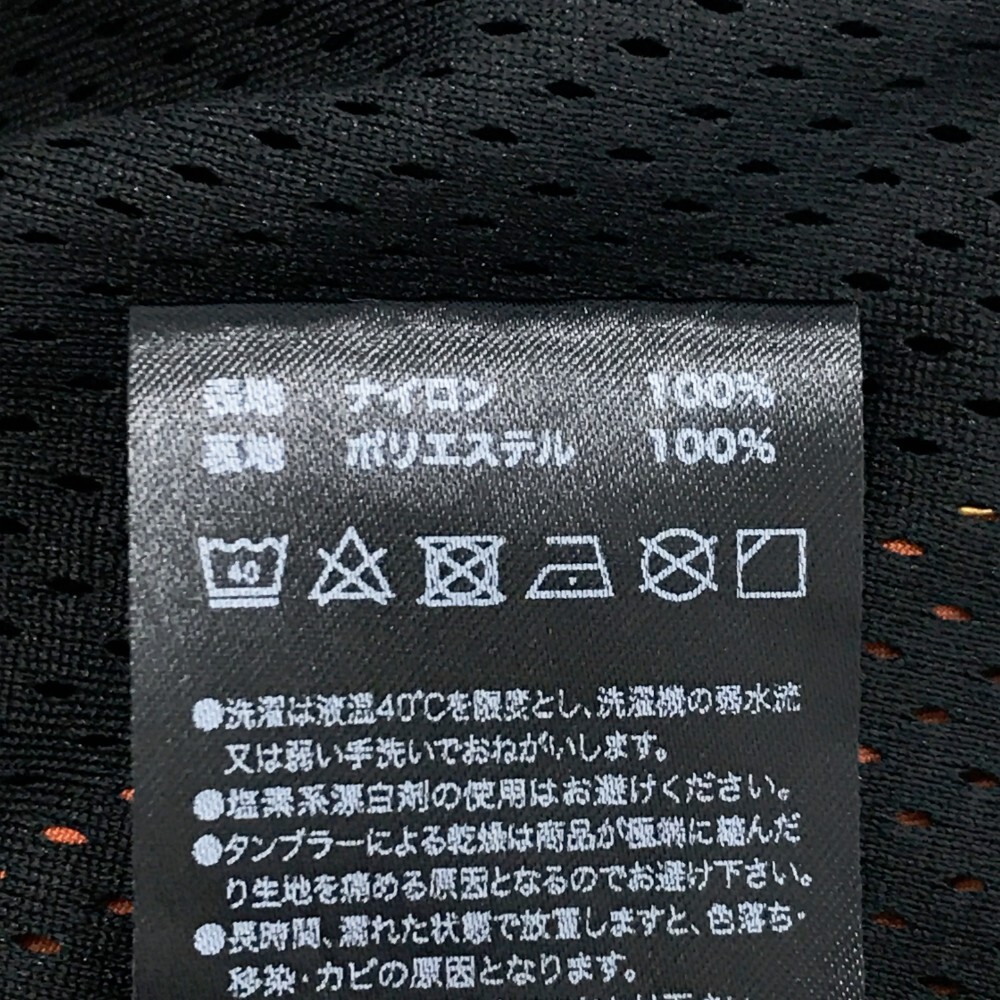 表地 ナイロン 100%
裏地 ポリエステル 100%
40
●洗濯は液温40℃を限度とし、洗濯機の弱水流
又は弱い手洗いでおねがいします。
●塩素系漂白剤の使用はお避けください。
●タンブラーによる乾燥は商品が極端に縮んだ
り生地を痛める原因となるのでお避け下さい。
●長時間、濡れた状態で放置しますと、色落ち・
移染・カビの原因となります。